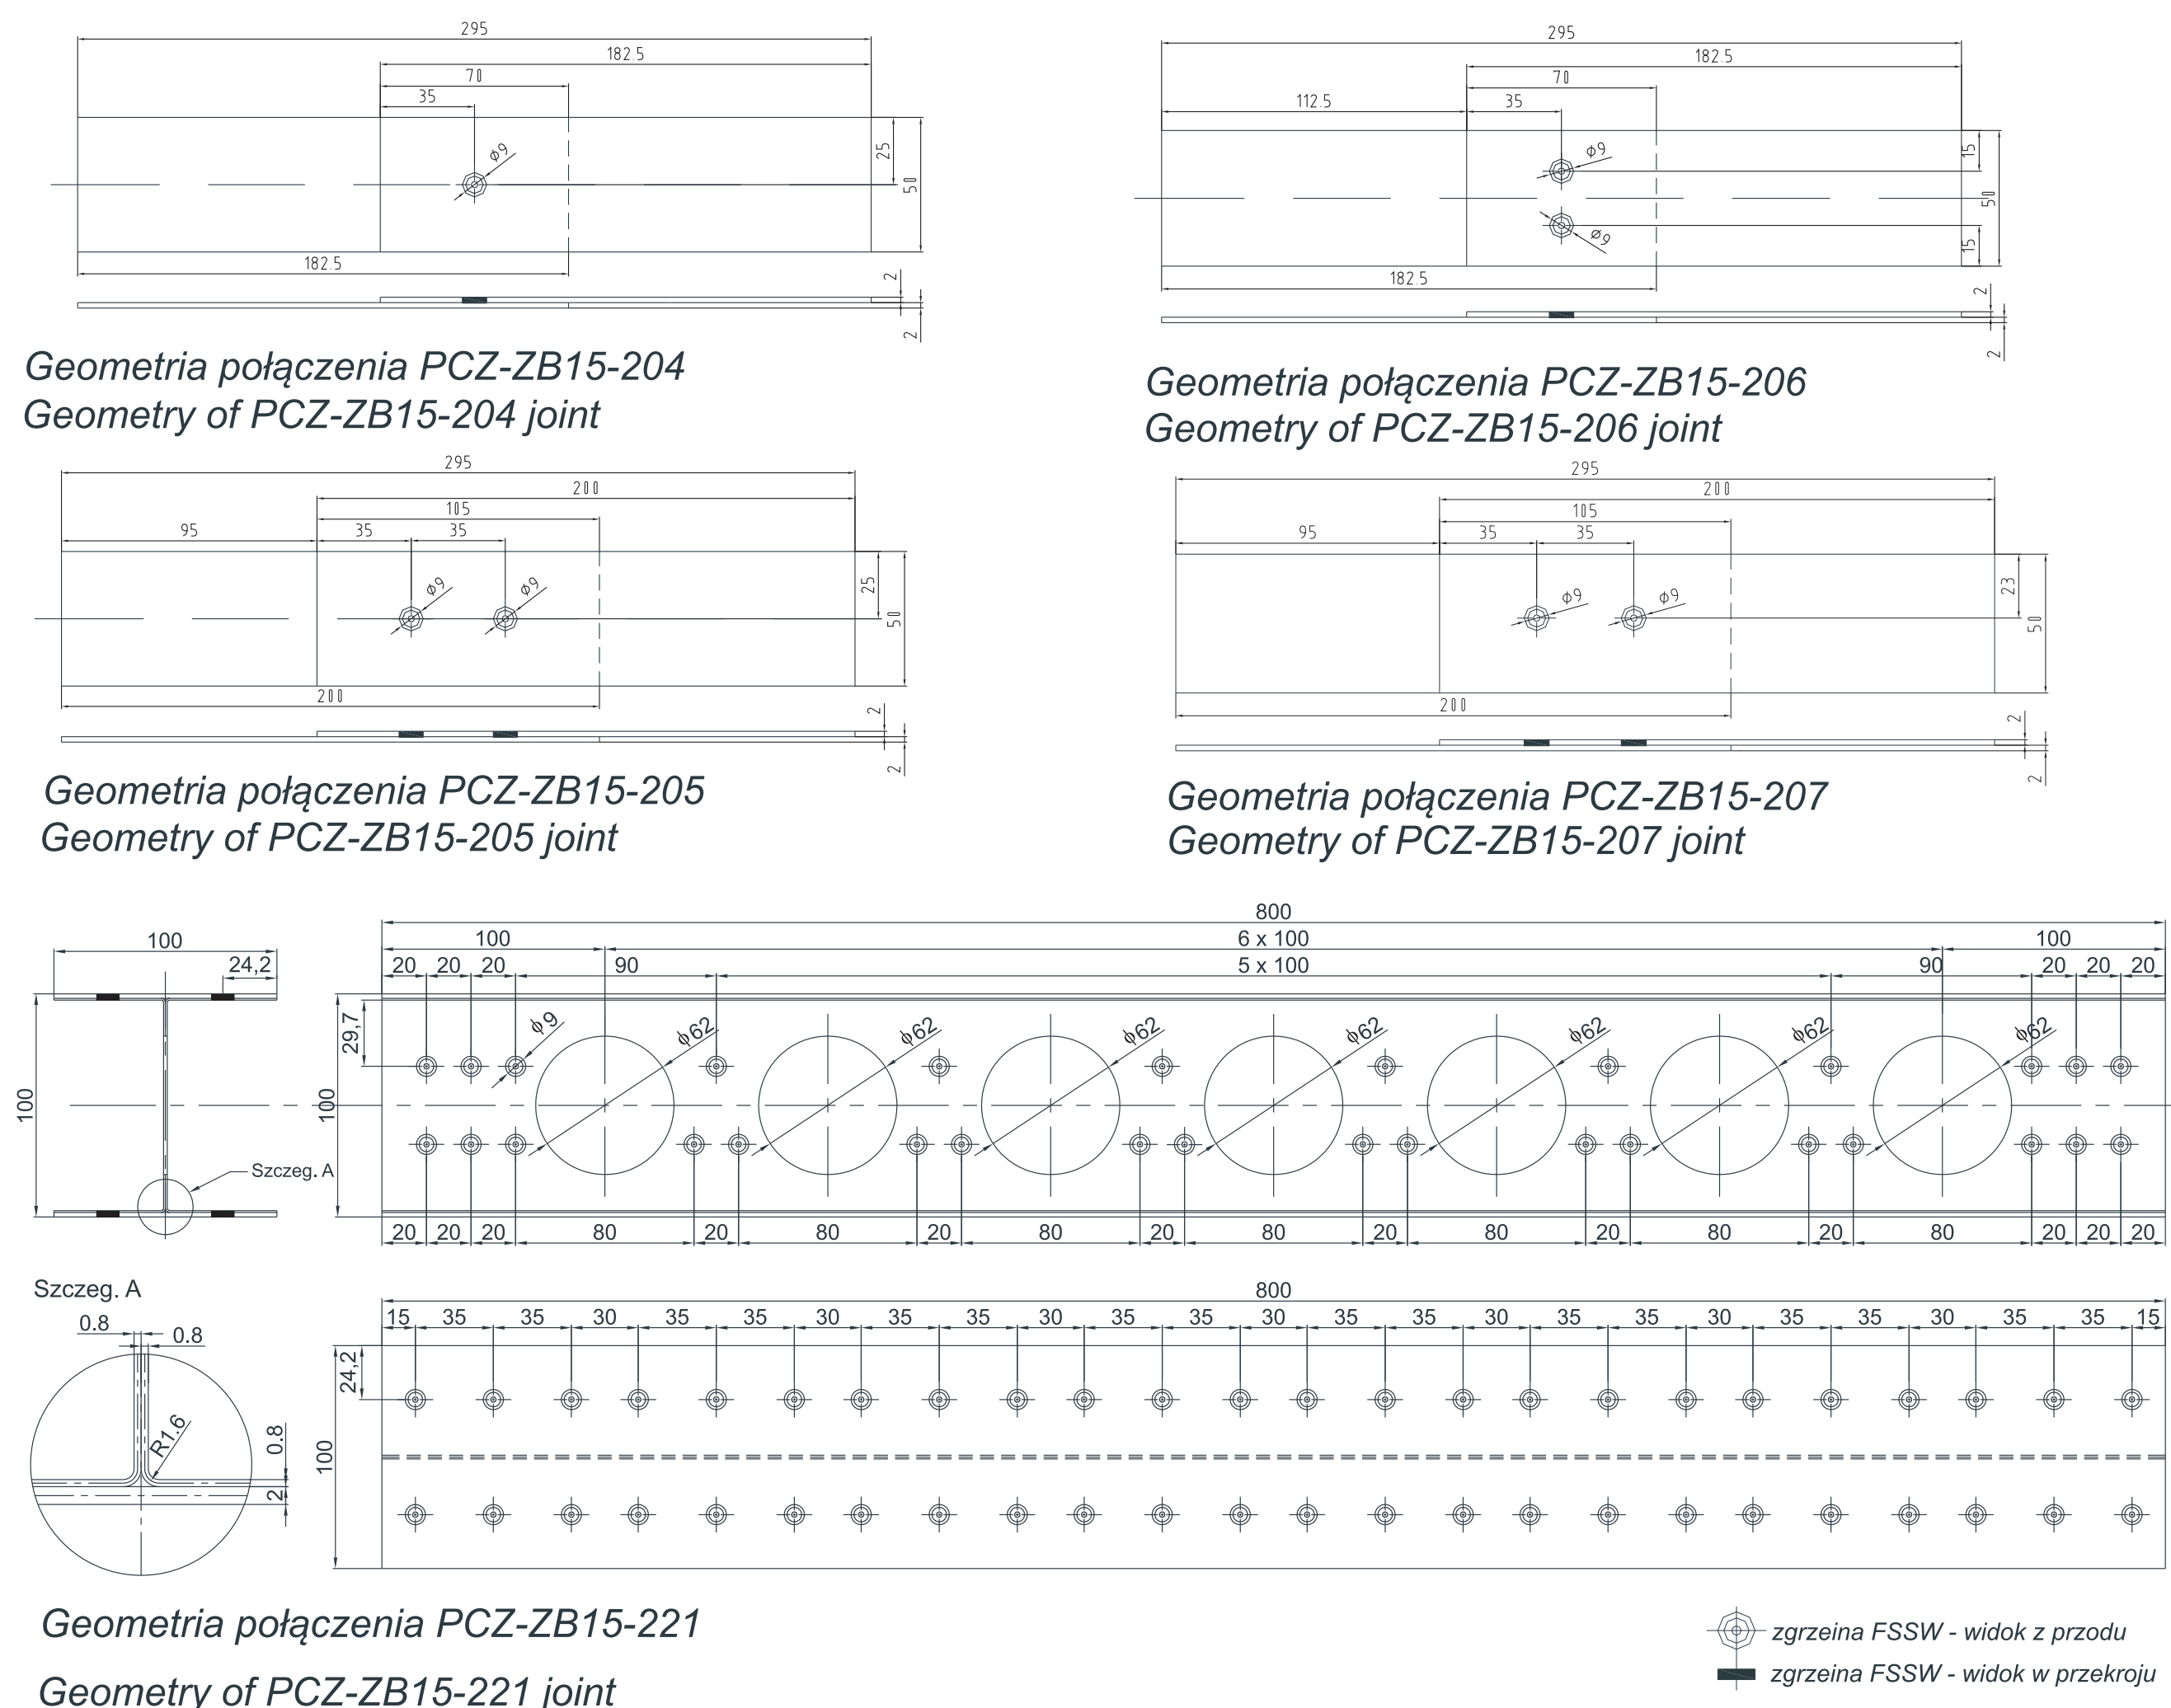 295
182.5
70
35
ϕ9
25
50
182.5
2
2
Geometria połączenia PCZ-ZB15-204
Geometry of PCZ-ZB15-204 joint
295
182.5
70
112.5 35
ϕ9
ϕ9
15
50
15
182.5
2
2
Geometria połączenia PCZ-ZB15-206
Geometry of PCZ-ZB15-206 joint
295
200
105
95 35 35
ϕ9 ϕ9
25
50
200
2
2
Geometria połączenia PCZ-ZB15-205
Geometry of PCZ-ZB15-205 joint
295
200
105
95 35 35
ϕ9 ϕ9
23
50
200
2
2
Geometria połączenia PCZ-ZB15-207
Geometry of PCZ-ZB15-207 joint
100
24,2
100
Szczeg. A
800
100 6 x 100 100
20 20 20 90 5 x 100 90 20 20 20
29,7
100
ϕ9 ϕ62 ϕ62 ϕ62 ϕ62 ϕ62 ϕ62 ϕ62
20 20 20 80 20 80 20 80 20 80 20 80 20 80 20 80 20 20 20
Szczeg. A
0.8
0.8
R1.6
0.8
2
800
15 35 35 30 35 35 30 35 35 30 35 35 30 35 35 30 35 35 30 35 35 30 35 35 15
24,2
100
Geometria połączenia PCZ-ZB15-221
Geometry of PCZ-ZB15-221 joint
zgrzeina FSSW - widok z przodu
zgrzeina FSSW - widok w przekroju